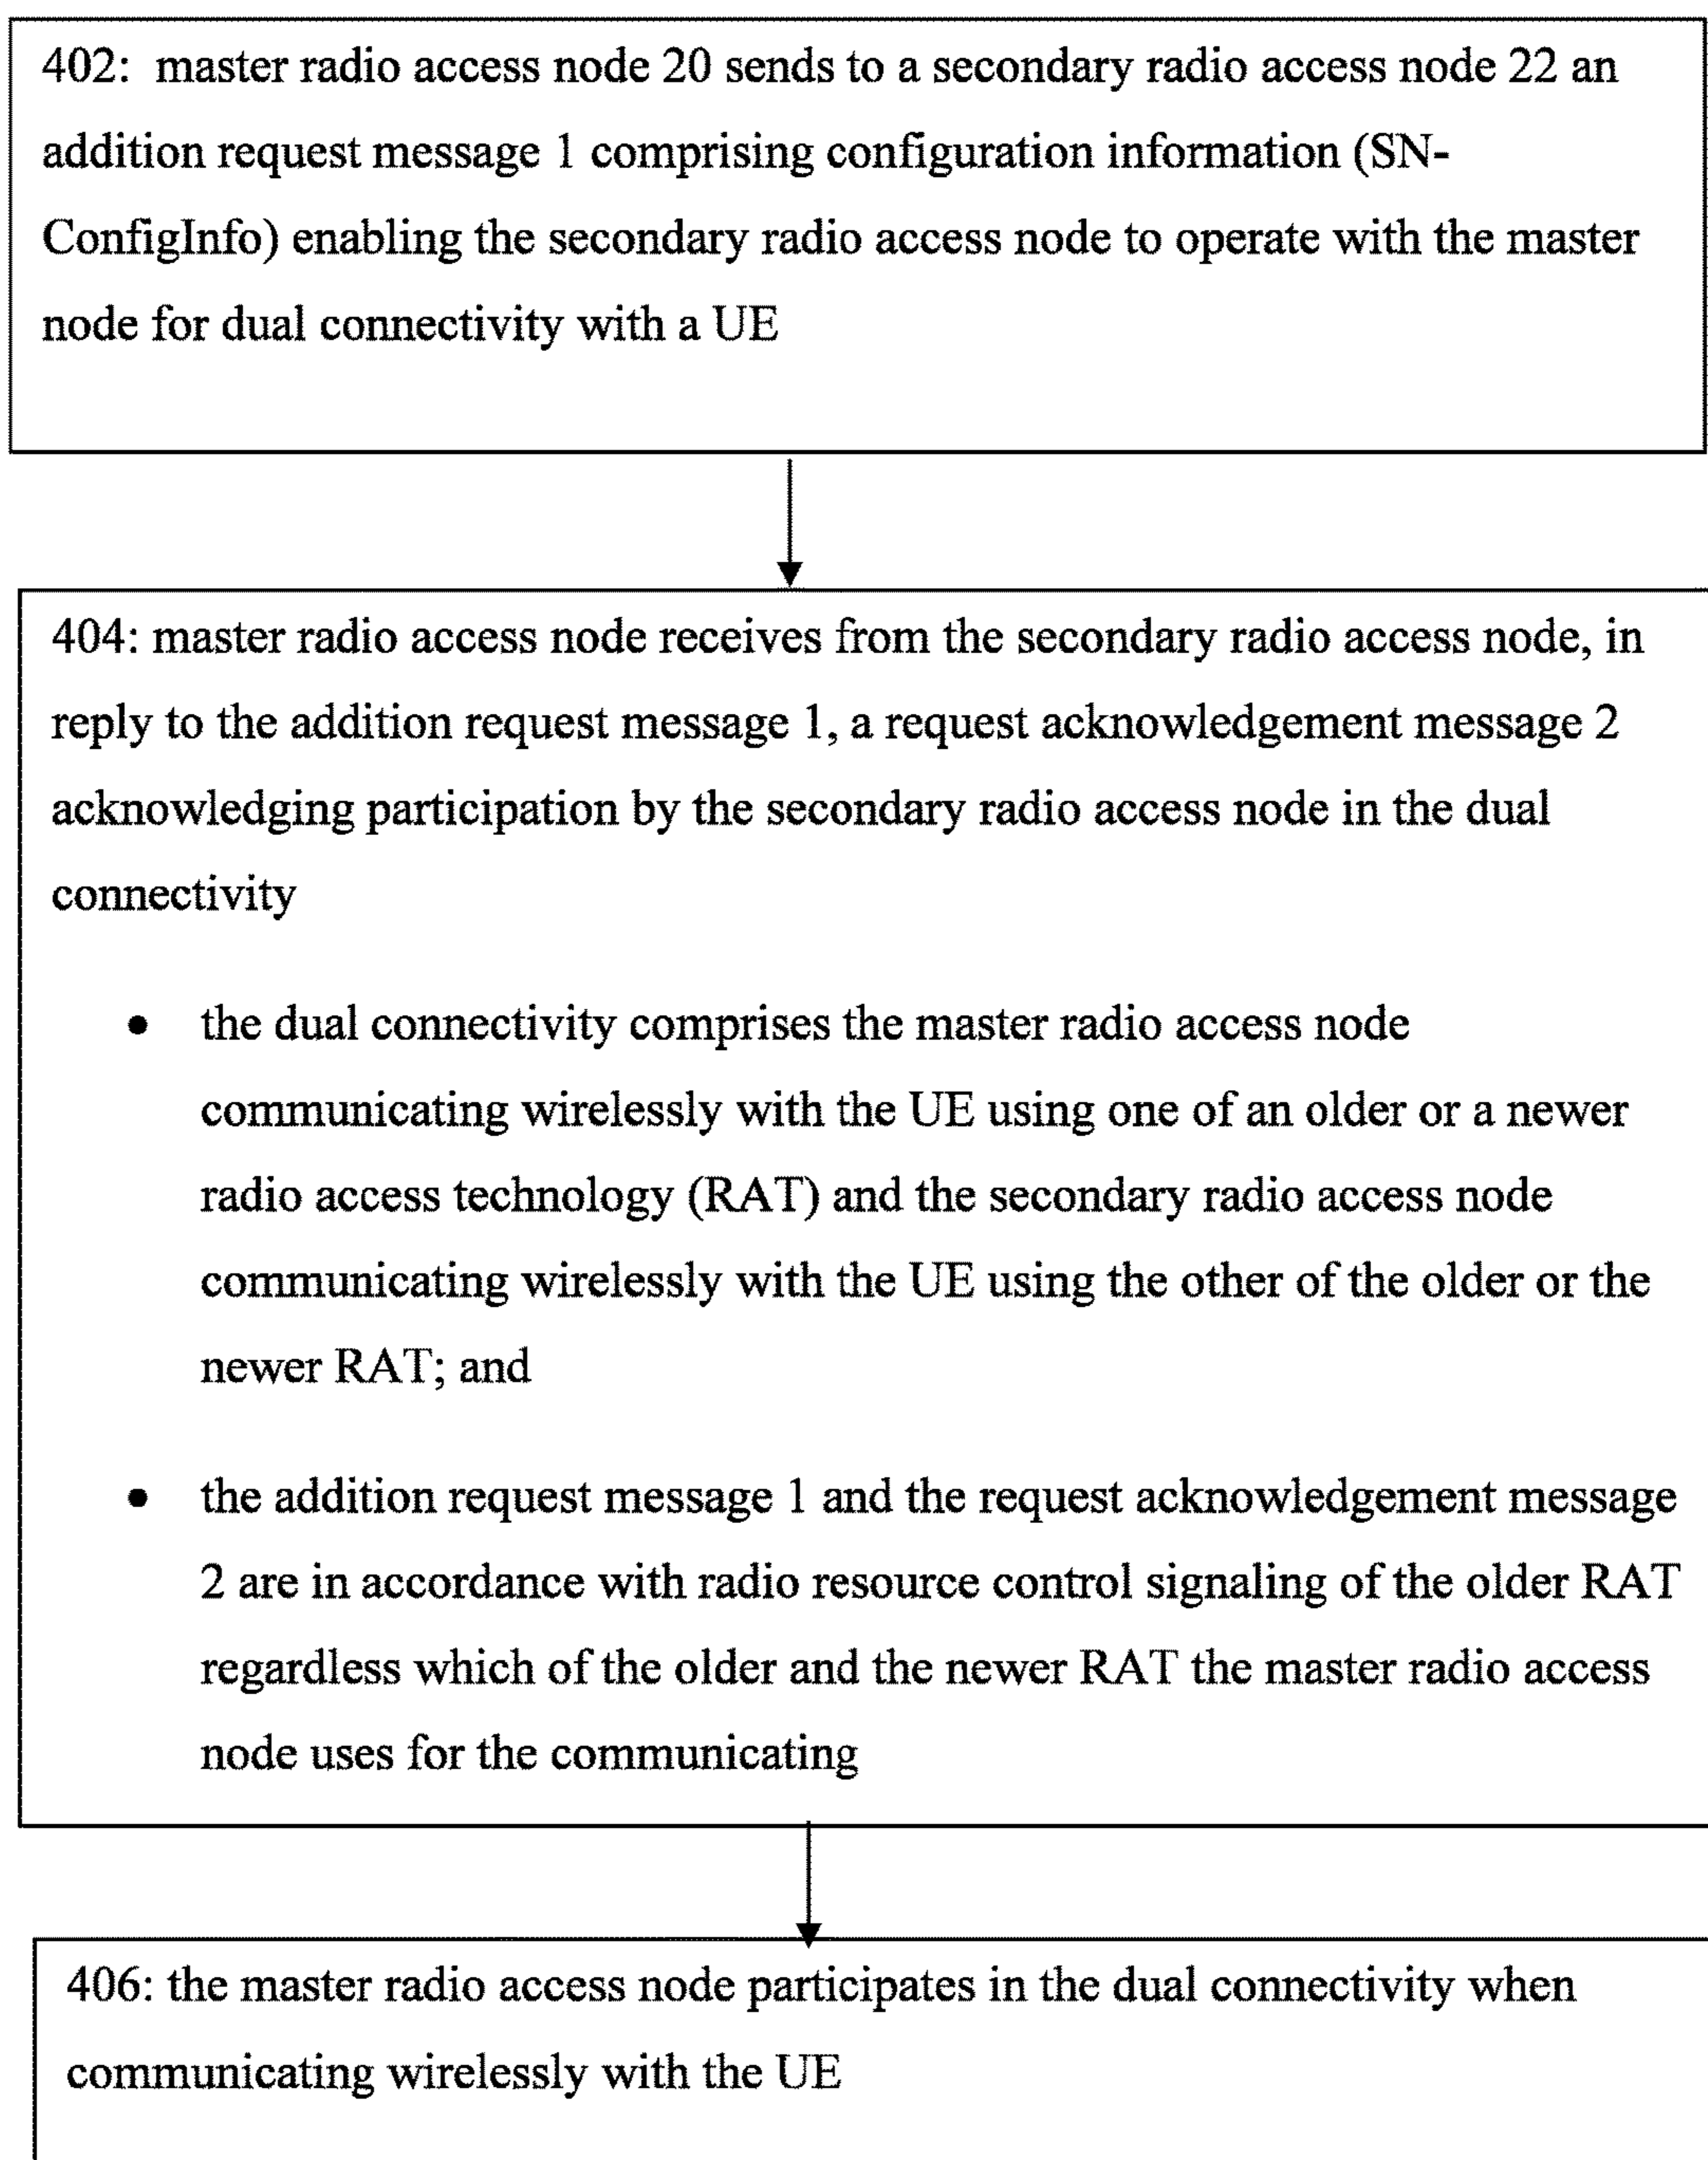 402: master radio access node 20 sends to a secondary radio access node 22 an
addition request message 1 comprising configuration information (SN-
ConfigInfo) enabling the secondary radio access node to operate with the master
node for dual connectivity with a UE
404: master radio access node receives from the secondary radio access node, in
reply to the addition request message 1, a request acknowledgement message 2
acknowledging participation by the secondary radio access node in the dual
connectivity
• the dual connectivity comprises the master radio access node
communicating wirelessly with the UE using one of an older or a newer
radio access technology (RAT) and the secondary radio access node
communicating wirelessly with the UE using the other of the older or the
newer RAT; and
• the addition request message 1 and the request acknowledgement message
2 are in accordance with radio resource control signaling of the older RAT
regardless which of the older and the newer RAT the master radio access
node uses for the communicating
406: the master radio access node participates in the dual connectivity when
communicating wirelessly with the UE